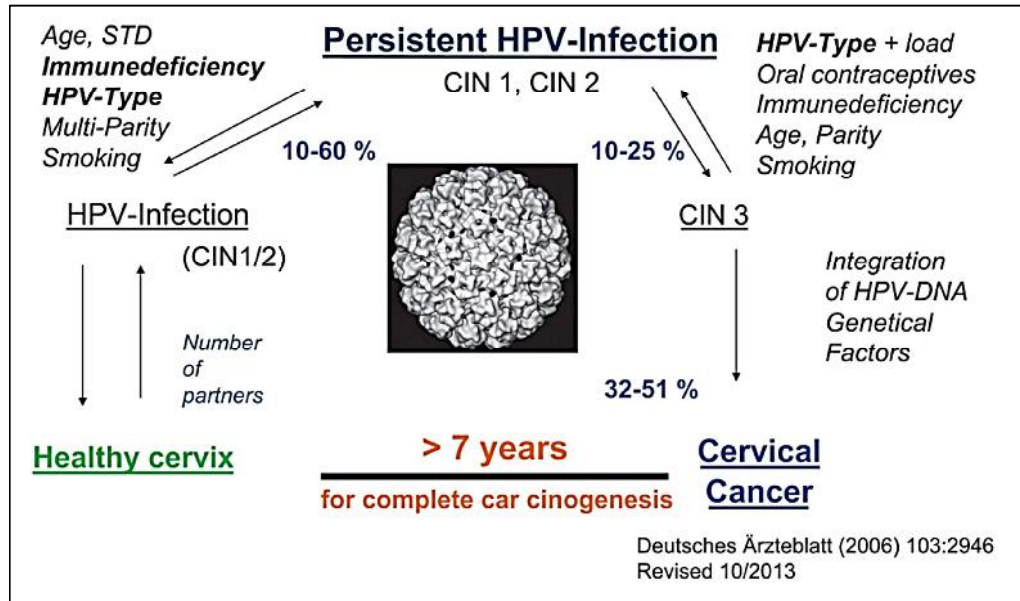 Age, STD
Immunedeficiency
HPV-Type
Multi-Parity
Smoking
Persistent HPV-Infection
CIN 1, CIN 2
HPV-Type + load
Oral contraceptives
Immunedeficiency
Age, Parity
Smoking
10-60 %
10-25 %
HPV-Infection
(CIN1/2)
CIN 3
Number
of
partners
Integration
of HPV-DNA
Genetical
Factors
32-51 %
Healthy cervix
> 7 years
for complete car cinogenesis
Cervical
Cancer
Deutsches Ärzteblatt (2006) 103:2946
Revised 10/2013